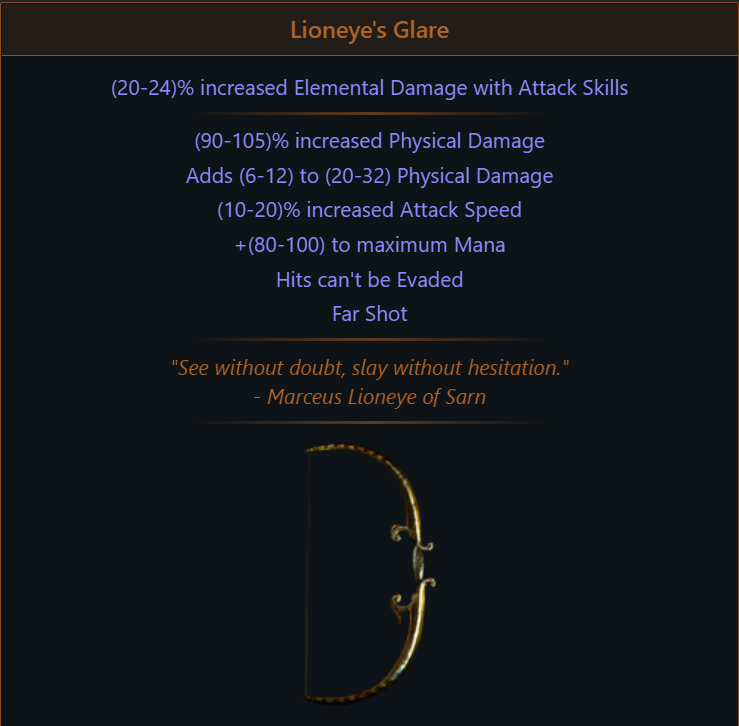 Lioneye's Glare
(20-24)% increased Elemental Damage with Attack Skills
(90-105)% increased Physical Damage
Adds (6-12) to (20-32) Physical Damage
(10-20)% increased Attack Speed
+(80-100) to maximum Mana
Hits can't be Evaded
Far Shot
"See without doubt, slay without hesitation."
- Marceus Lioneye of Sarn